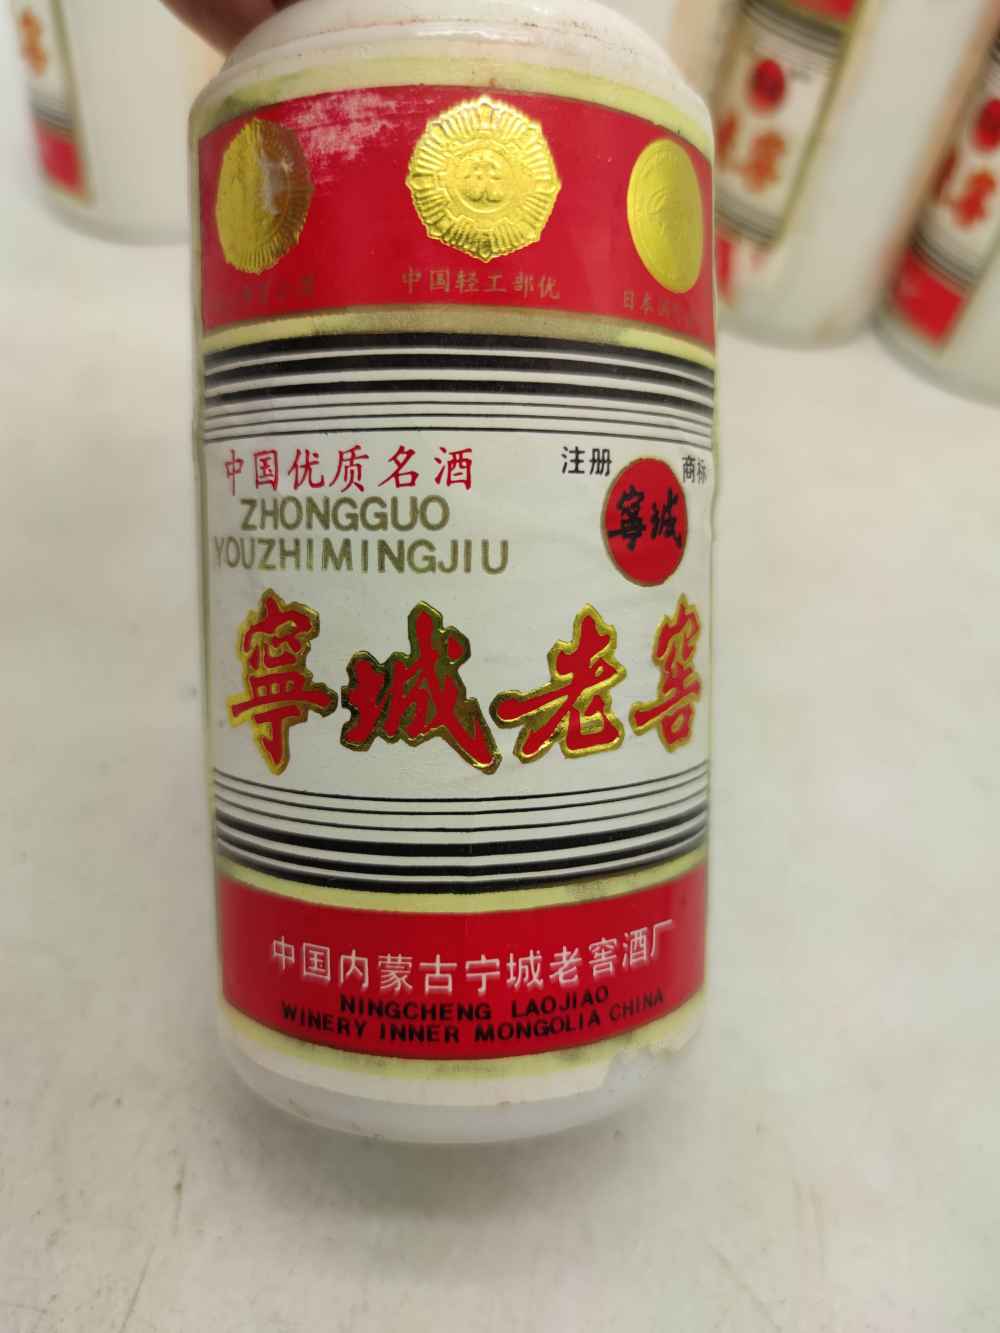 中国轻工部优
日本
中国优质名酒
ZHONGGUO
YOUZHIMINGJIU
注册 商标
寧城
寧城老窖
中国内蒙古宁城老窖酒厂
NINGCHENG LAOJIAO
WINERY INNER MONGOLIA CHINA